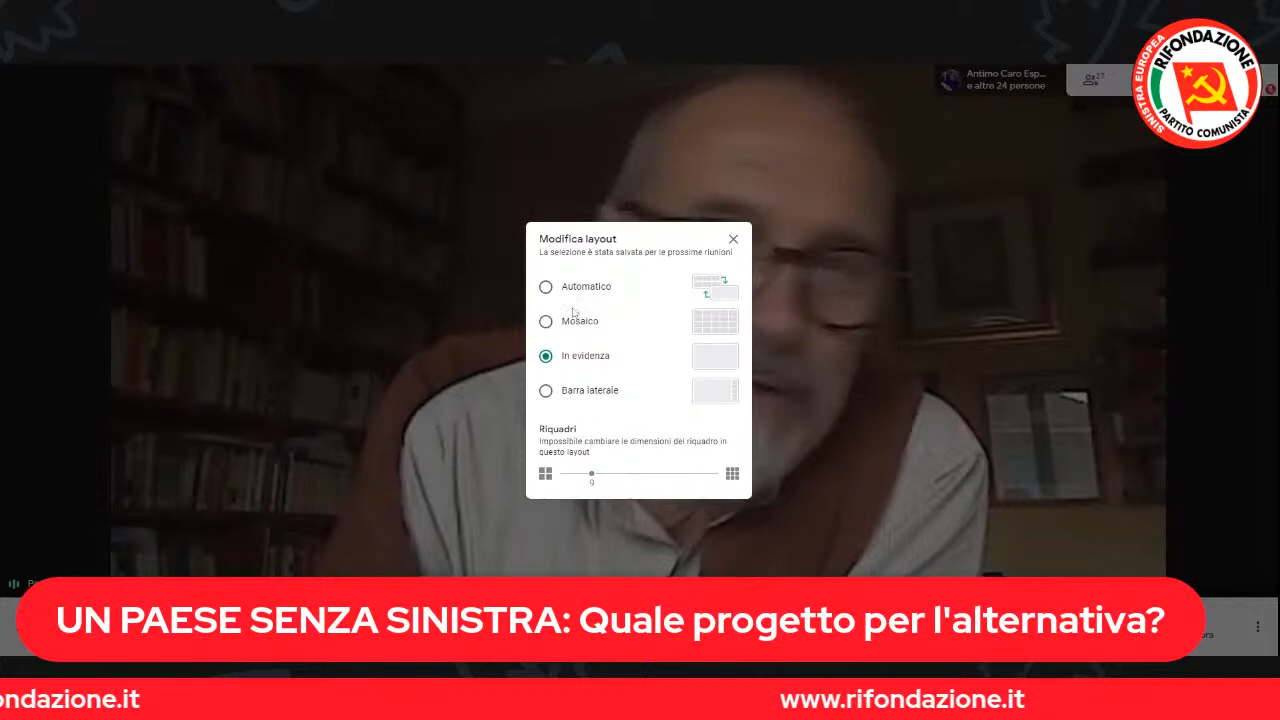 Antimo Caro Esp...
e altre 24 persone
27
SINISTRA EUROPEA
RIFONDAZIONE
PARTITO COMUNISTA
Modifica layout
La selezione è stata salvata per le prossime riunioni
Automatico
Mosaico
In evidenza
Barra laterale
Riquadri
Impossibile cambiare le dimensioni del riquadro in
questo layout
9
UN PAESE SENZA SINISTRA: Quale progetto per l'alternativa?
ondazione.it
www.rifondazione.it